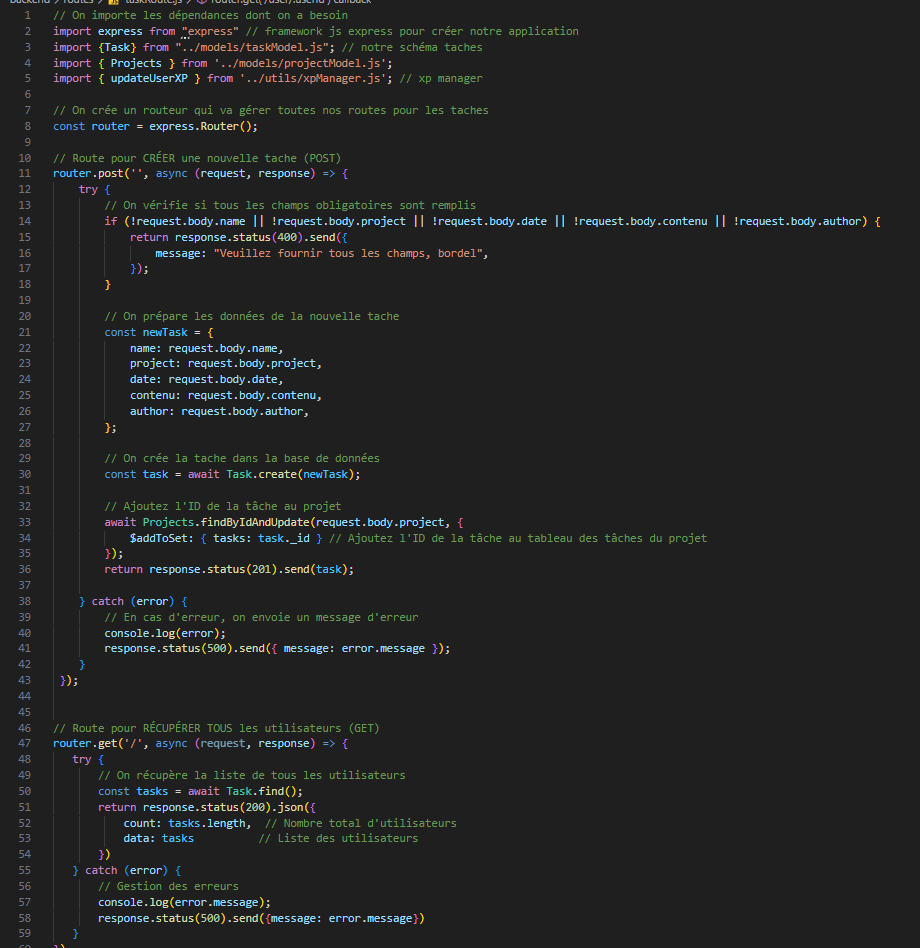 backend > routes > taskRoute.js > router.get('/user/:userId') callback
1 // On importe les dépendances dont on a besoin
2 import express from "express" // framework js express pour créer notre application
3 import {Task} from "../models/taskModel.js"; // notre schéma taches
4 import { Projects } from '../models/projectModel.js';
5 import { updateUserXP } from '../utils/xpManager.js'; // xp manager
6
7 // On crée un routeur qui va gérer toutes nos routes pour les taches
8 const router = express.Router();
9
10 // Route pour CRÉER une nouvelle tache (POST)
11 router.post('', async (request, response) => {
12 try {
13 // On vérifie si tous les champs obligatoires sont remplis
14 if (!request.body.name || !request.body.project || !request.body.date || !request.body.contenu || !request.body.author) {
15 return response.status(400).send({
16 message: "Veuillez fournir tous les champs, bordel",
17 });
18 }
19
20 // On prépare les données de la nouvelle tache
21 const newTask = {
22 name: request.body.name,
23 project: request.body.project,
24 date: request.body.date,
25 contenu: request.body.contenu,
26 author: request.body.author,
27 };
28
29 // On crée la tache dans la base de données
30 const task = await Task.create(newTask);
31
32 // Ajoutez l'ID de la tâche au projet
33 await Projects.findByIdAndUpdate(request.body.project, {
34 $addToSet: { tasks: task._id } // Ajoutez l'ID de la tâche au tableau des tâches du projet
35 });
36 return response.status(201).send(task);
37
38 } catch (error) {
39 // En cas d'erreur, on envoie un message d'erreur
40 console.log(error);
41 response.status(500).send({ message: error.message });
42 }
43 });
44
45
46 // Route pour RÉCUPÉRER TOUS les utilisateurs (GET)
47 router.get('/', async (request, response) => {
48 try {
49 // On récupère la liste de tous les utilisateurs
50 const tasks = await Task.find();
51 return response.status(200).json({
52 count: tasks.length, // Nombre total d'utilisateurs
53 data: tasks // Liste des utilisateurs
54 })
55 } catch (error) {
56 // Gestion des erreurs
57 console.log(error.message);
58 response.status(500).send({message: error.message})
59 }